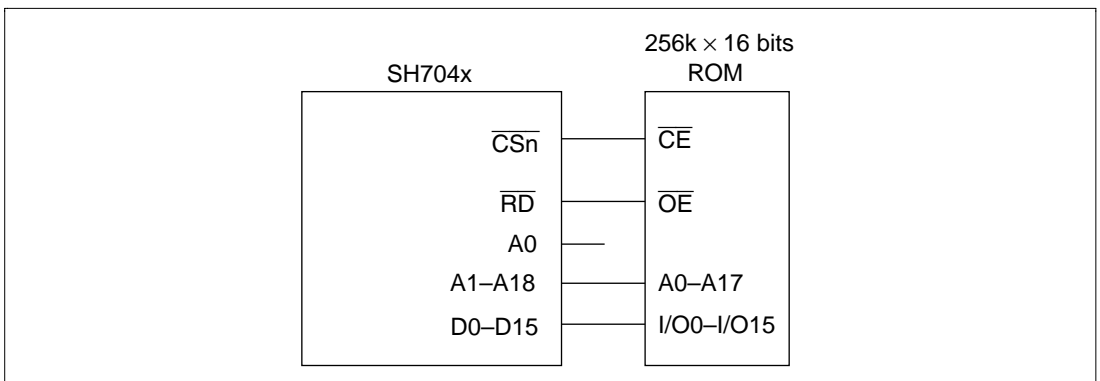 256k × 16 bits
SH704x ROM
CSn CE
RD OE
A0
A1–A18 A0–A17
D0–D15 I/O0–I/O15